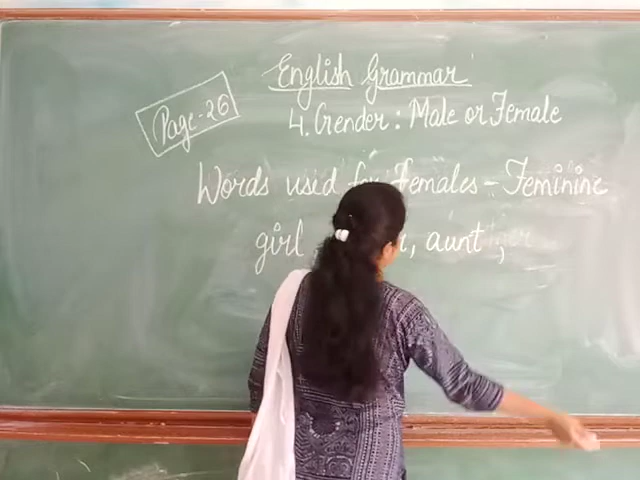 Page-26
English Grammar
4. Gender: Male or Female
Words used for Females - Feminine
girl aunt,